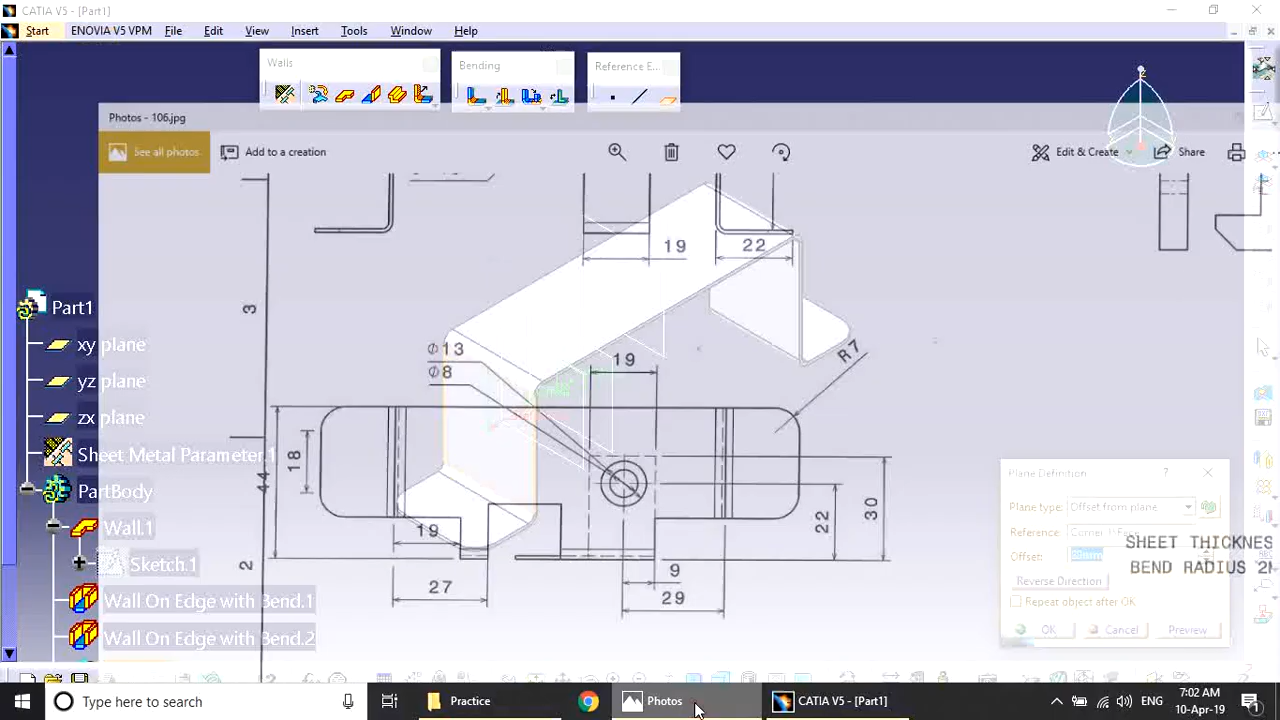 CATIA V5 - [Part1]
Start ENOVIA V5 VPM File Edit View Insert Tools Window Help
Walls
Bending
Reference E...
Photos - 106.jpg
See all photos
Add to a creation
Edit & Create
Share
19
22
3
Φ13
Φ8
19
R7
18
44
22
30
19
27
9
29
2
Part1
xy plane
yz plane
zx plane
Sheet Metal Parameter.1
PartBody
Wall.1
Sketch.1
Wall On Edge with Bend.1
Wall On Edge with Bend.2
Plane Definition ?
Plane type: Offset from plane
Reference:
Offset:
Reverse Direction
Repeat object after OK
OK Cancel Preview
SHEET THICKNES
BEND RADIUS 2
Type here to search
Practice
Photos
CATIA V5 - [Part1]
ENG
7:02 AM
10-Apr-19